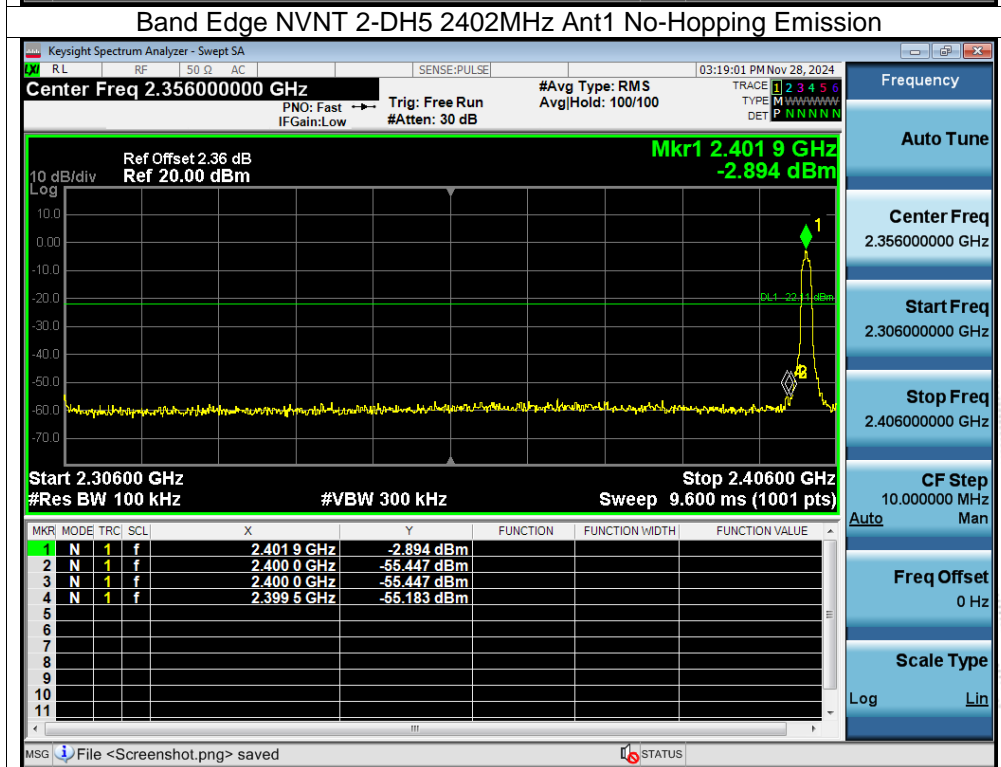 Band Edge NVNT 2-DH5 2402MHz Ant1 No-Hopping Emission
Keysight Spectrum Analyzer - Swept SA
LXI RL RF 50 Ω AC SENSE:PULSE 03:19:01 PM Nov 28, 2024
Center Freq 2.356000000 GHz
PNO: Fast
IFGain:Low
Trig: Free Run
#Atten: 30 dB
#Avg Type: RMS
Avg|Hold: 100/100
TRACE 1 2 3 4 5 6
TYPE M W W W W W
DET P N N N N N
Ref Offset 2.36 dB
10 dB/div Ref 20.00 dBm
Log
Mkr1 2.401 9 GHz
-2.894 dBm
10.0
0.00
-10.0
-20.0
-30.0
-40.0
-50.0
-60.0
-70.0
1
DL1 -22.11 dBm
Start 2.30600 GHz Stop 2.40600 GHz
#Res BW 100 kHz #VBW 300 kHz Sweep 9.600 ms (1001 pts)
MKR MODE TRC SCL X Y FUNCTION FUNCTION WIDTH FUNCTION VALUE
1 N 1 f 2.401 9 GHz -2.894 dBm
2 N 1 f 2.400 0 GHz -55.447 dBm
3 N 1 f 2.400 0 GHz -55.447 dBm
4 N 1 f 2.399 5 GHz -55.183 dBm
5
6
7
8
9
10
11
MSG File <Screenshot.png> saved STATUS
Frequency
Auto Tune
Center Freq
2.356000000 GHz
Start Freq
2.306000000 GHz
Stop Freq
2.406000000 GHz
CF Step
10.000000 MHz
Auto Man
Freq Offset
0 Hz
Scale Type
Log Lin